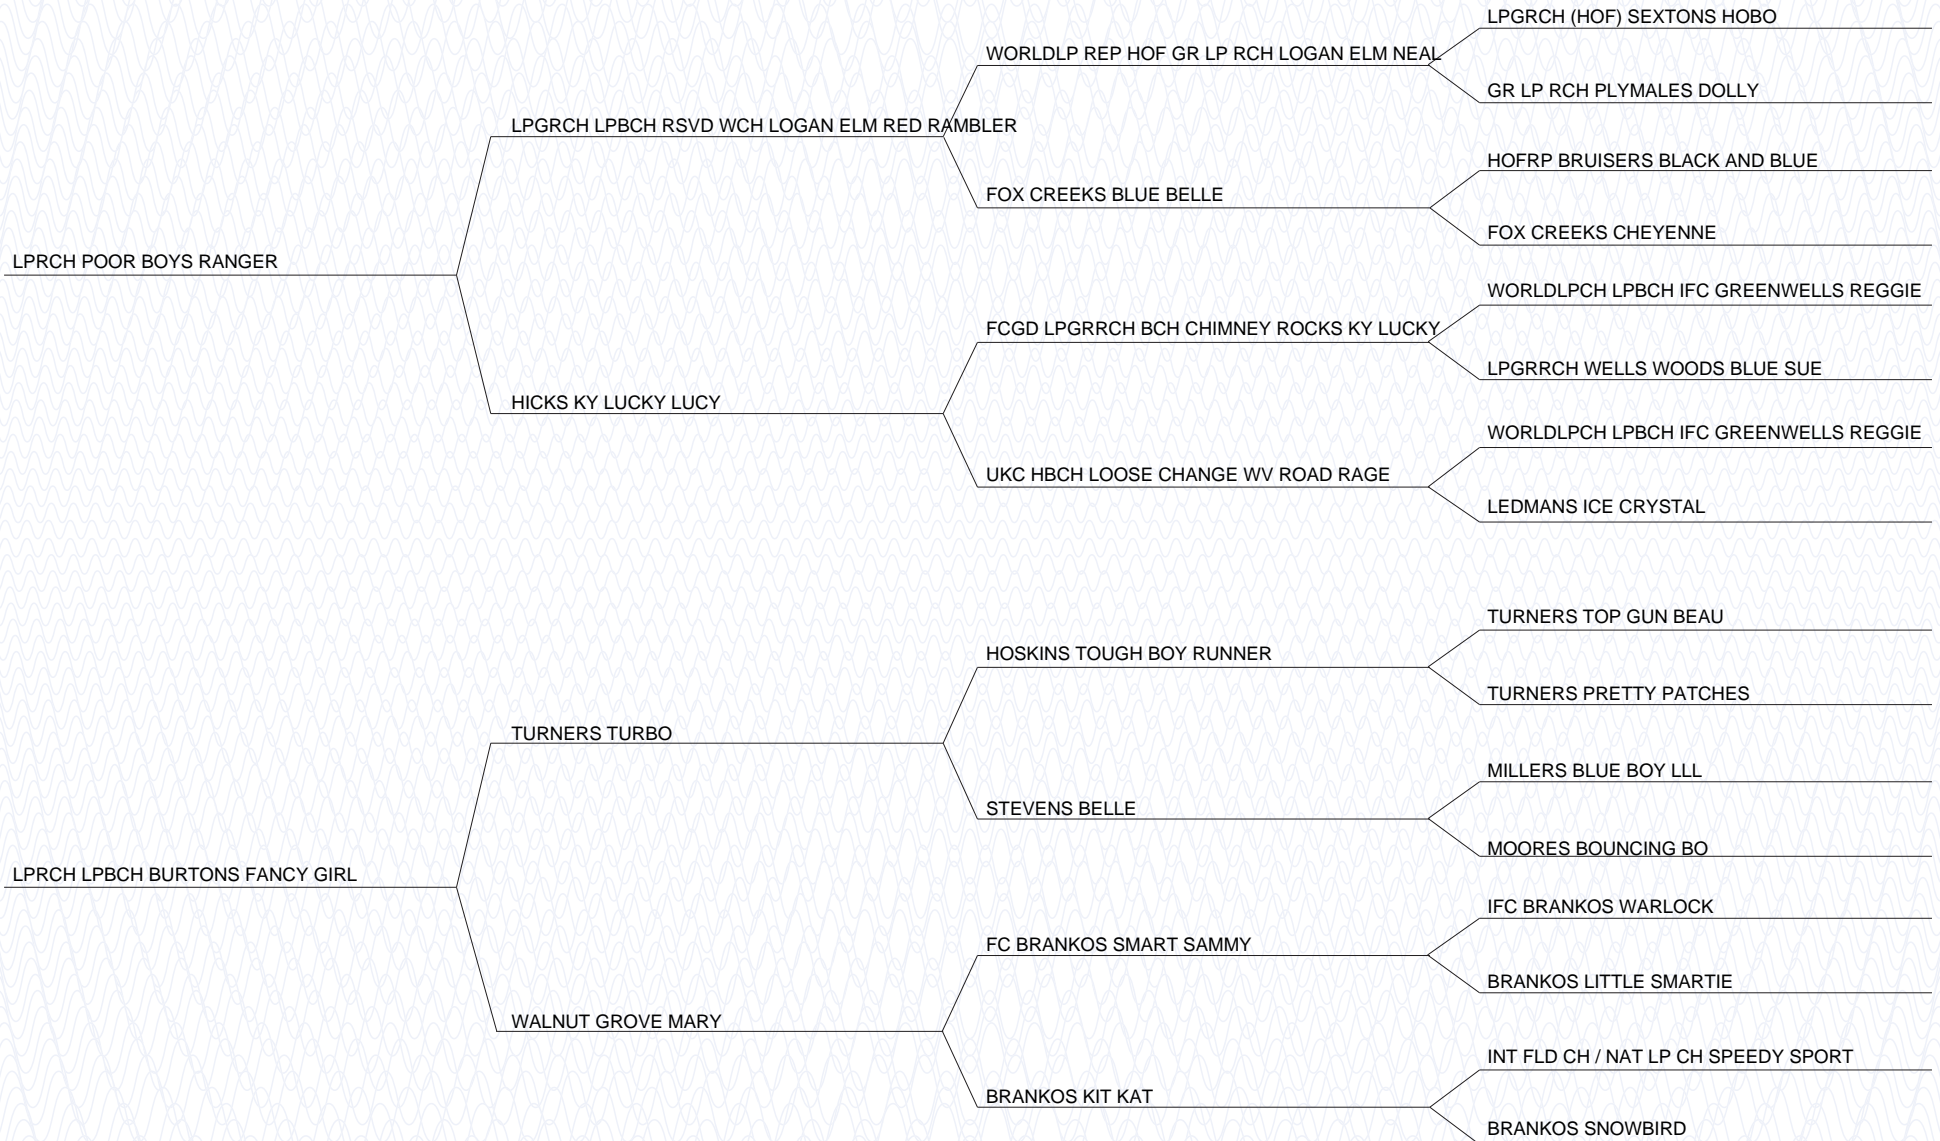 LPGRCH (HOF) SEXTONS HOBO
WORLDLP REP HOF GR LP RCH LOGAN ELM NEAL
GR LP RCH PLYMALES DOLLY
LPGRCH LPBCH RSVD WCH LOGAN ELM RED RAMBLER
HOFRP BRUISERS BLACK AND BLUE
FOX CREEKS BLUE BELLE
FOX CREEKS CHEYENNE
LPRCH POOR BOYS RANGER
WORLDLPCH LPBCH IFC GREENWELLS REGGIE
FCGD LPGRRCH BCH CHIMNEY ROCKS KY LUCKY
LPGRRCH WELLS WOODS BLUE SUE
HICKS KY LUCKY LUCY
WORLDLPCH LPBCH IFC GREENWELLS REGGIE
UKC HBCH LOOSE CHANGE WV ROAD RAGE
LEDMANS ICE CRYSTAL
TURNERS TOP GUN BEAU
HOSKINS TOUGH BOY RUNNER
TURNERS PRETTY PATCHES
TURNERS TURBO
MILLERS BLUE BOY LLL
STEVENS BELLE
MOORES BOUNCING BO
LPRCH LPBCH BURTONS FANCY GIRL
IFC BRANKOS WARLOCK
FC BRANKOS SMART SAMMY
BRANKOS LITTLE SMARTIE
WALNUT GROVE MARY
INT FLD CH / NAT LP CH SPEEDY SPORT
BRANKOS KIT KAT
BRANKOS SNOWBIRD